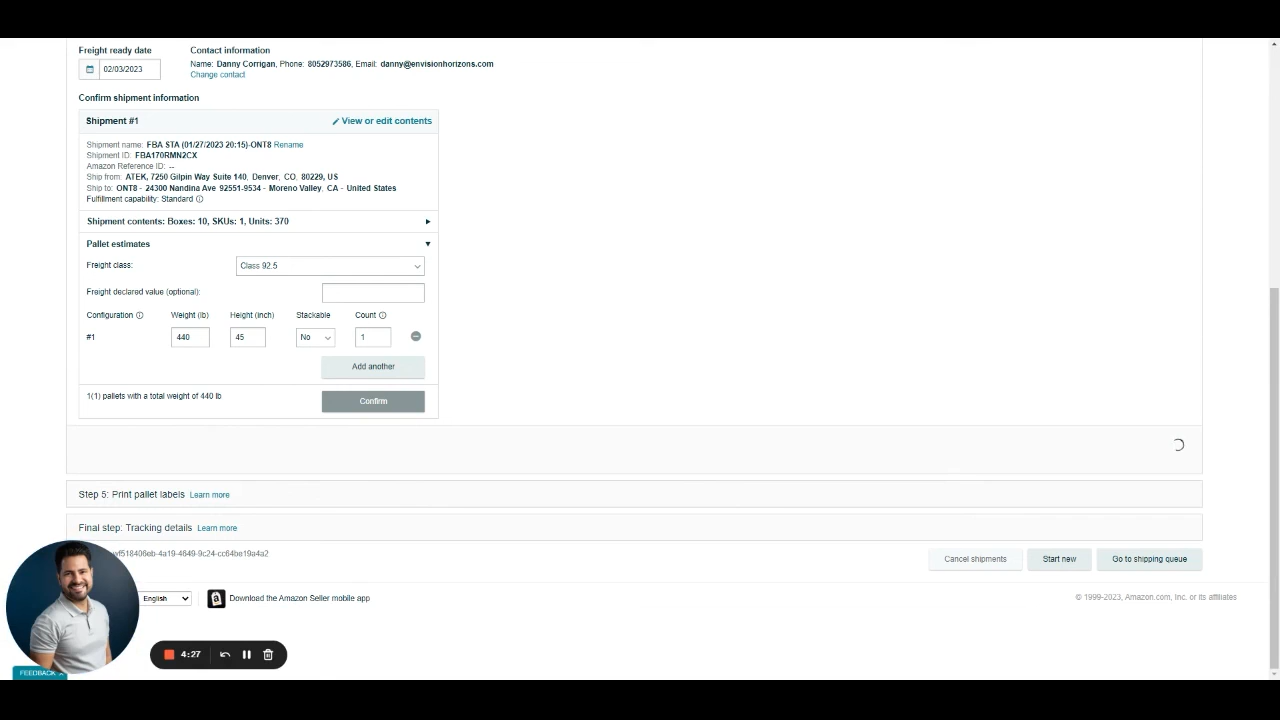 Freight ready date
02/03/2023
Contact information
Name: Danny Corrigan, Phone: 8052973586, Email: danny@envisionhorizons.com
Change contact
Confirm shipment information
Shipment #1
View or edit contents
Shipment name: FBA STA (01/27/2023 20:15)-ONT8 Rename
Shipment ID: FBA170RMN2CX
Amazon Reference ID: --
Ship from: ATEK, 7250 Gilpin Way Suite 140, Denver, CO, 80229, US
Ship to: ONT8 - 24300 Nandina Ave 92551-9534 - Moreno Valley, CA - United States
Fulfillment capability: Standard
Shipment contents: Boxes: 10, SKUs: 1, Units: 370
Pallet estimates
Freight class: Class 92.5
Freight declared value (optional):
Configuration Weight (lb) Height (inch) Stackable Count
#1 440 45 No 1
Add another
1(1) pallets with a total weight of 440 lb
Confirm
Step 5: Print pallet labels Learn more
Final step: Tracking details Learn more
wf518406eb-4a19-4649-9c24-cc64be19a4a2
Cancel shipments Start new Go to shipping queue
English
Download the Amazon Seller mobile app
© 1999-2023, Amazon.com, Inc. or its affiliates
4:27
FEEDBACK